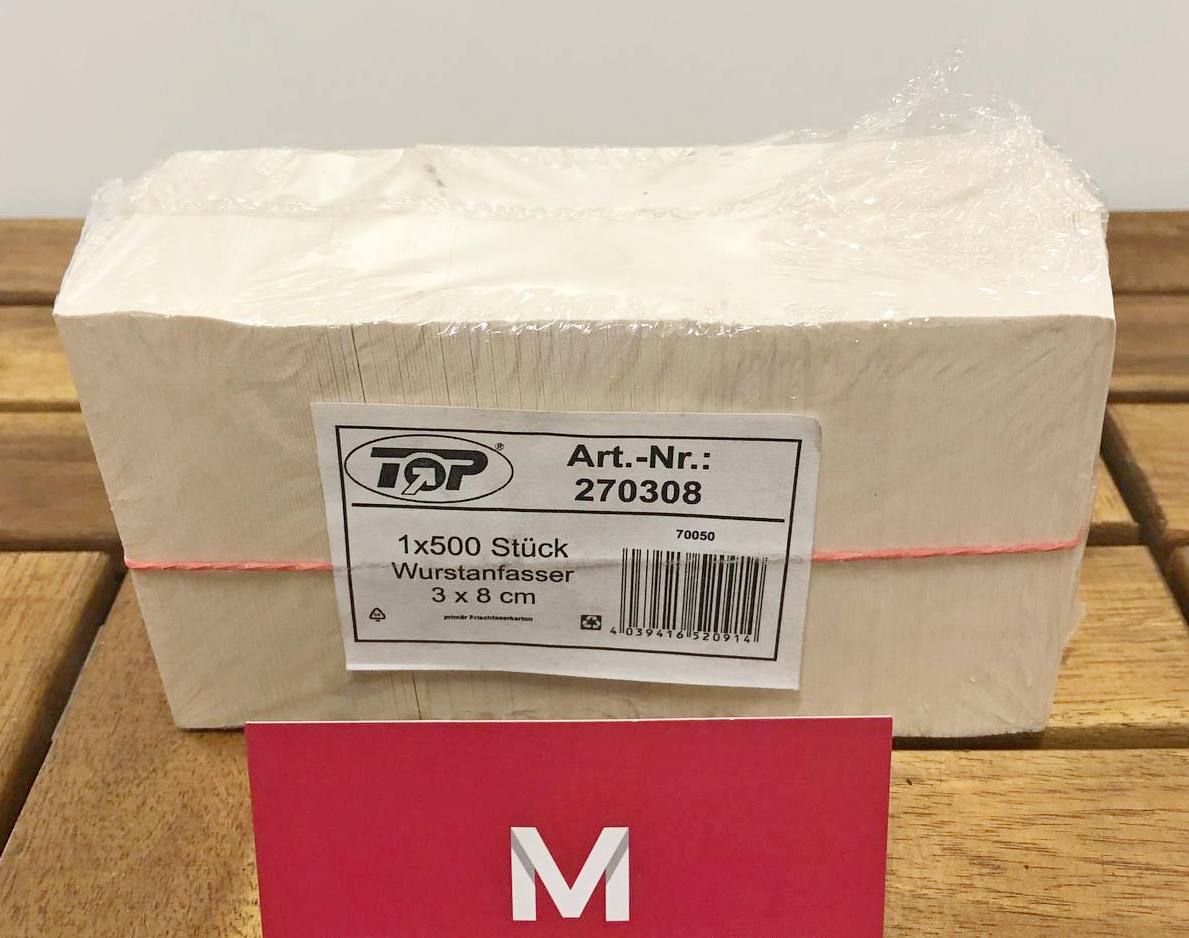 TOP®
Art.-Nr.:
270308
70050
1x500 Stück
Wurstanfasser
3 x 8 cm
primär Frischfaserkarton
4 039416 520914
M